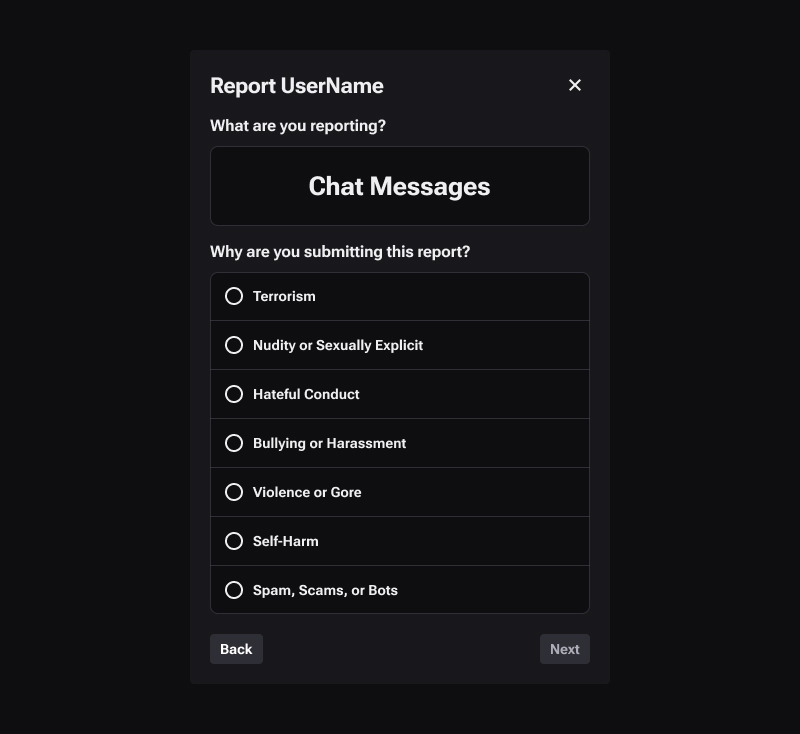 Report UserName
What are you reporting?
Chat Messages
Why are you submitting this report?
Terrorism
Nudity or Sexually Explicit
Hateful Conduct
Bullying or Harassment
Violence or Gore
Self-Harm
Spam, Scams, or Bots
Back
Next